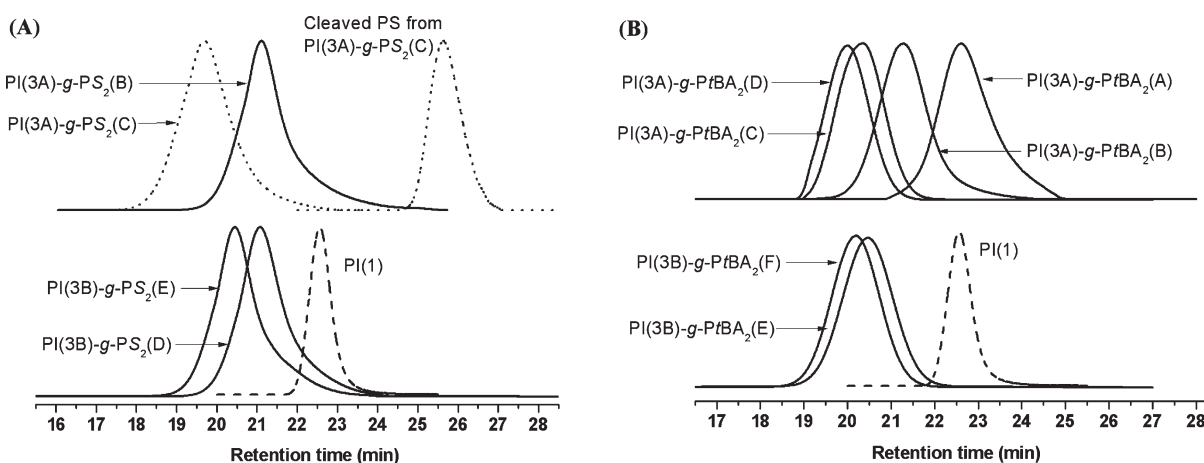 (A)
Cleaved PS from
PI(3A)-g-PS₂(C)
PI(3A)-g-PS₂(B)
PI(3A)-g-PS₂(C)
PI(3B)-g-PS₂(E)
PI(3B)-g-PS₂(D)
PI(1)
16 17 18 19 20 21 22 23 24 25 26 27 28
Retention time (min)
(B)
PI(3A)-g-PtBA₂(D)
PI(3A)-g-PtBA₂(C)
PI(3A)-g-PtBA₂(A)
PI(3A)-g-PtBA₂(B)
PI(3B)-g-PtBA₂(F)
PI(3B)-g-PtBA₂(E)
PI(1)
17 18 19 20 21 22 23 24 25 26 27 28
Retention time (min)